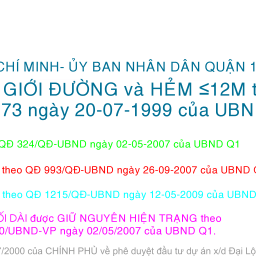 CHÍ MINH- ỦY BAN NHÂN DÂN QUẬN 1
GIỚI ĐƯỜNG và HẺM ≤12M t
73 ngày 20-07-1999 của UBN
QĐ 324/QĐ-UBND ngày 02-05-2007 của UBND Q1
theo QĐ 993/QĐ-UBND ngày 26-09-2007 của UBND
theo QĐ 1215/QĐ-UBND ngày 12-05-2009 của UBND
ỐI DÀI được GIỮ NGUYÊN HIỆN TRẠNG theo
0/UBND-VP ngày 02/05/2007 của UBND Q1.
7/2000 của CHÍNH PHỦ về phê duyệt đầu tư dự án x/d Đại Lộ